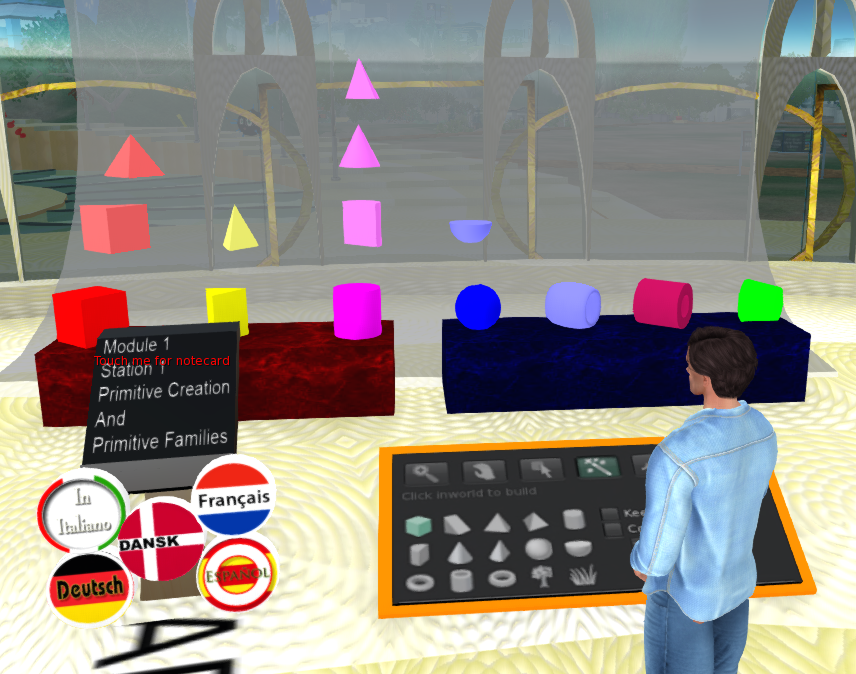 Module 1
Touch me for notecard
Station 1
Primitive Creation
And
Primitive Families
In
Italiano
Français
DANSK
Deutsch
ESPAÑOL
Click inworld to build